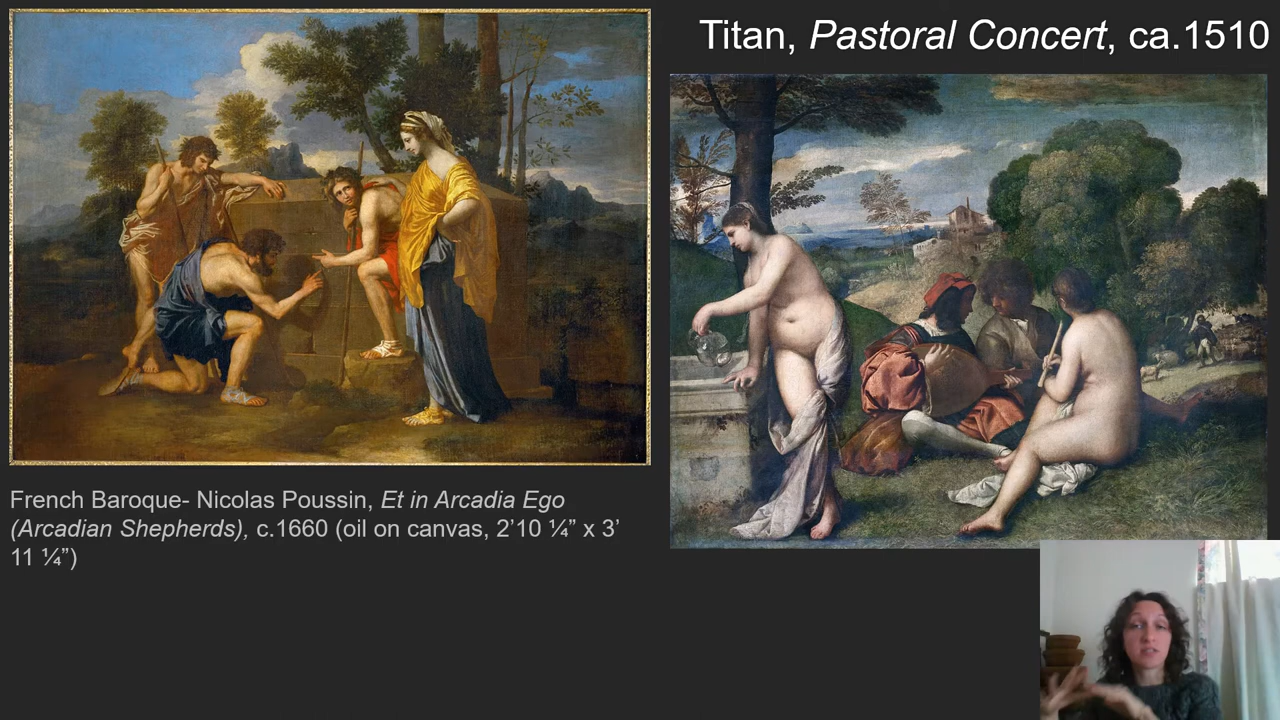 Titan, Pastoral Concert, ca.1510
French Baroque- Nicolas Poussin, Et in Arcadia Ego
(Arcadian Shepherds), c.1660 (oil on canvas, 2’10 ¼” x 3’
11 ¼”)